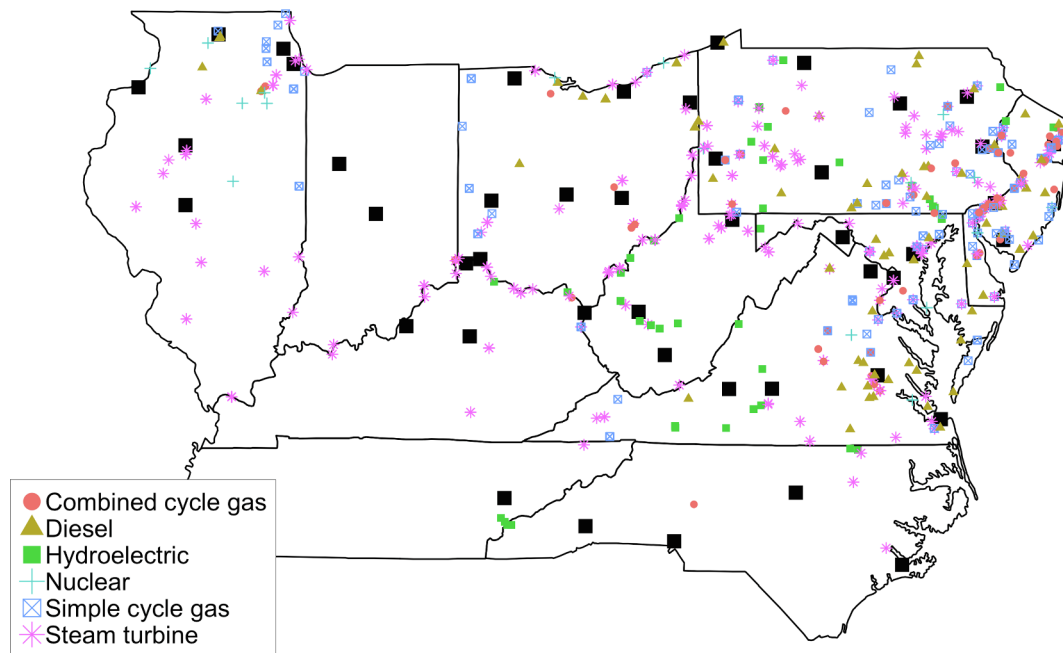 Combined cycle gas
Diesel
Hydroelectric
Nuclear
Simple cycle gas
Steam turbine